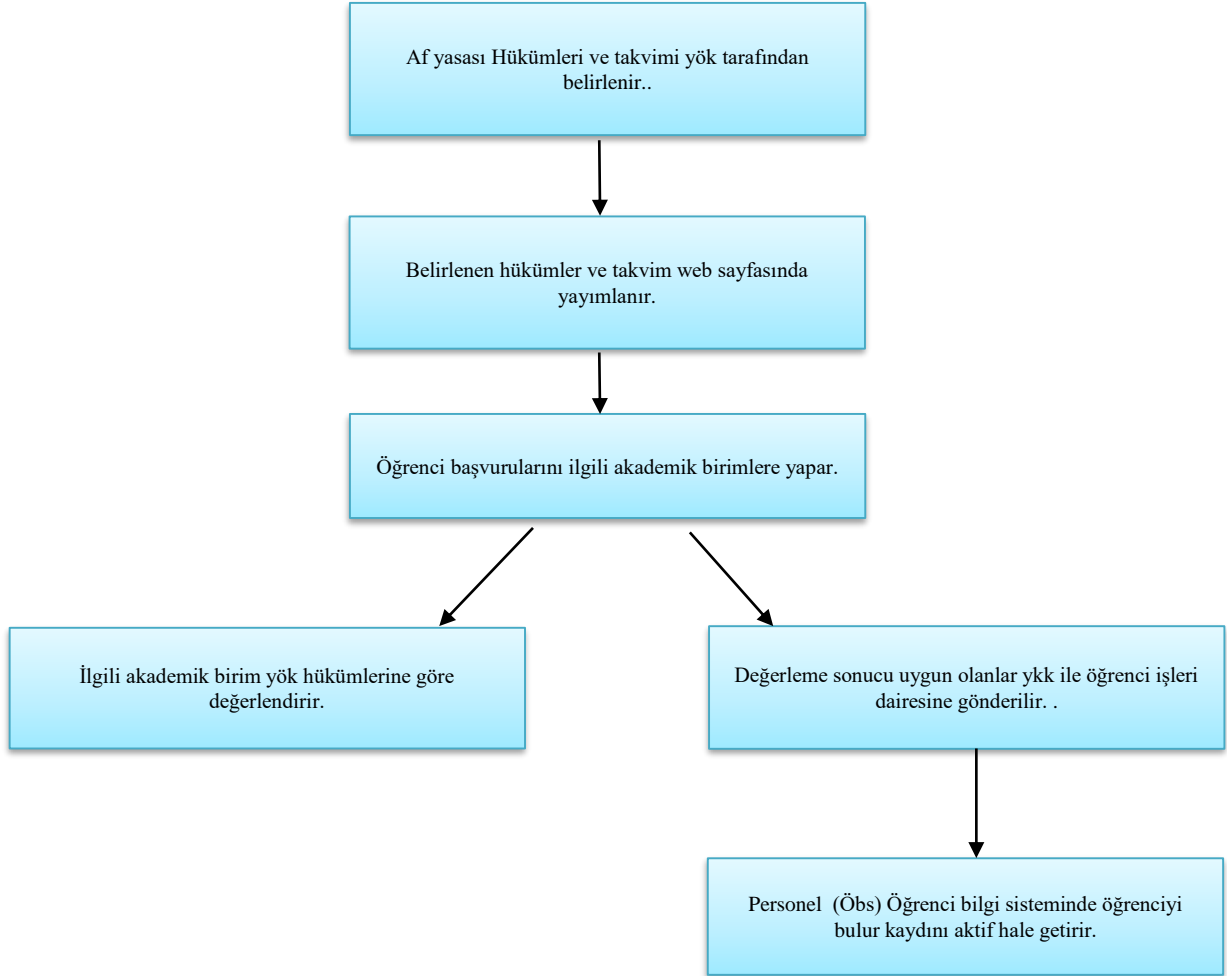 Af yasası Hükümleri ve takvimi yök tarafından
belirlenir..
Belirlenen hükümler ve takvim web sayfasında
yayımlanır.
Öğrenci başvurularını ilgili akademik birimlere yapar.
İlgili akademik birim yök hükümlerine göre
değerlendirir.
Değerleme sonucu uygun olanlar ykk ile öğrenci işleri
dairesine gönderilir. .
Personel (Öbs) Öğrenci bilgi sisteminde öğrenciyi
bulur kaydını aktif hale getirir.